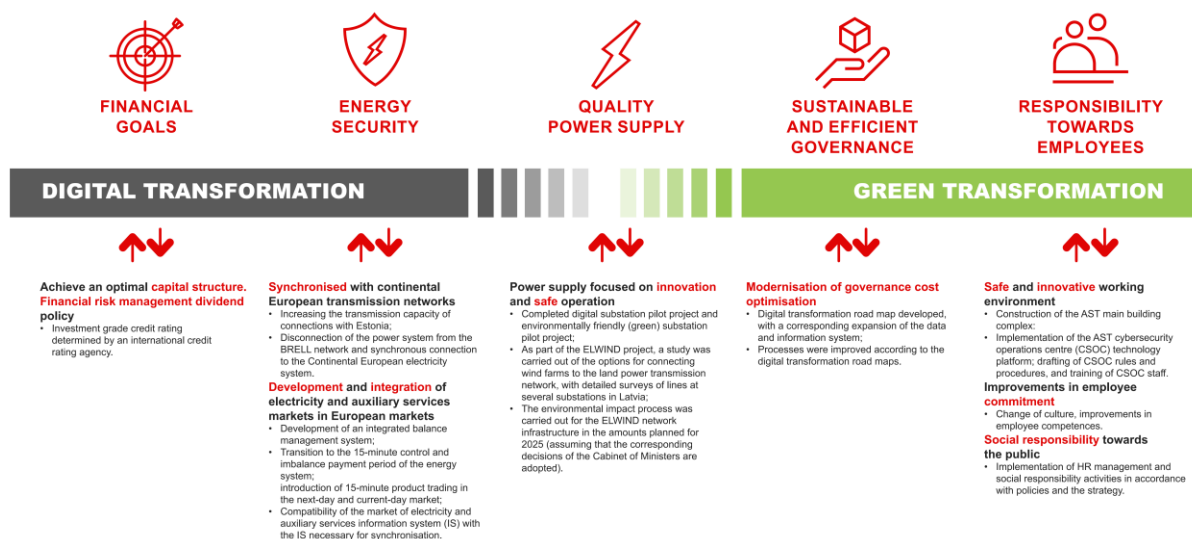 FINANCIAL
GOALS
ENERGY
SECURITY
QUALITY
POWER SUPPLY
SUSTAINABLE
AND EFFICIENT
GOVERNANCE
RESPONSIBILITY
TOWARDS
EMPLOYEES
DIGITAL TRANSFORMATION
GREEN TRANSFORMATION
Achieve an optimal capital structure.
Financial risk management dividend
policy
• Investment grade credit rating
determined by an international credit
rating agency.
Synchronised with continental
European transmission networks
• Increasing the transmission capacity of
connections with Estonia;
• Disconnection of the power system from the
BRELL network and synchronous connection
to the Continental European electricity
system.
Development and integration of
electricity and auxiliary services
markets in European markets
• Development of an integrated balance
management system;
• Transition to the 15-minute control and
imbalance payment period of the energy
system;
introduction of 15-minute product trading in
the next-day and current-day market;
• Compatibility of the market of electricity and
auxiliary services information system (IS) with
the IS necessary for synchronisation.
Power supply focused on innovation
and safe operation
• Completed digital substation pilot project and
environmentally friendly (green) substation
pilot project;
• As part of the ELWIND project, a study was
carried out of the options for connecting
wind farms to the land power transmission
network, with detailed surveys of lines at
several substations in Latvia;
• The environmental impact process was
carried out for the ELWIND network
infrastructure in the amounts planned for
2025 (assuming that the corresponding
decisions of the Cabinet of Ministers are
adopted).
Modernisation of governance cost
optimisation
• Digital transformation road map developed,
with a corresponding expansion of the data
and information system;
• Processes were improved according to the
digital transformation road maps.
Safe and innovative working
environment
• Construction of the AST main building
complex:
• Implementation of the AST cybersecurity
operations centre (CSOC) technology
platform; drafting of CSOC rules and
procedures, and training of CSOC staff.
Improvements in employee
commitment
• Change of culture, improvements in
employee competences.
Social responsibility towards
the public
• Implementation of HR management and
social responsibility activities in accordance
with policies and the strategy.